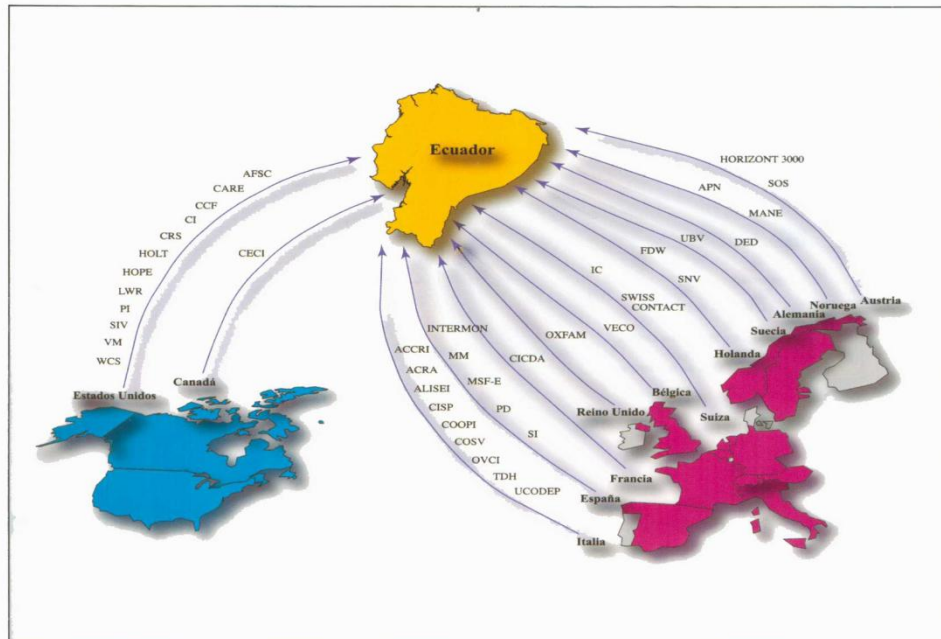 Ecuador
AFSC
CARE
CCF
CI
CRS
HOLT
HOPE
LWR
PI
SIV
VM
WCS
Estados Unidos
CECI
Canadá
ACCRI
ACRA
ALISEI
CISP
COOPI
COSV
OVCI
TDH
UCODEP
Italia
INTERMON
MM
MSF-E
PD
SI
España
CICDA
Francia
OXFAM
Reino Unido
VECO
Bélgica
IC
SWISS
CONTACT
Suiza
FDW
SNV
Holanda
UBV
Suecia
DED
Alemania
APN
MANE
Noruega
HORIZONT 3000
SOS
Austria